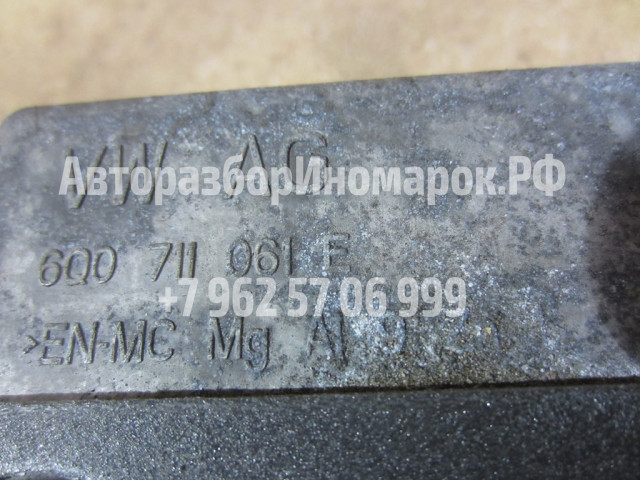 VW AG
АвторазборИномарок.РФ
6Q0 711 061 E
+7 962 57 06 999
>EN-MC Mg Al